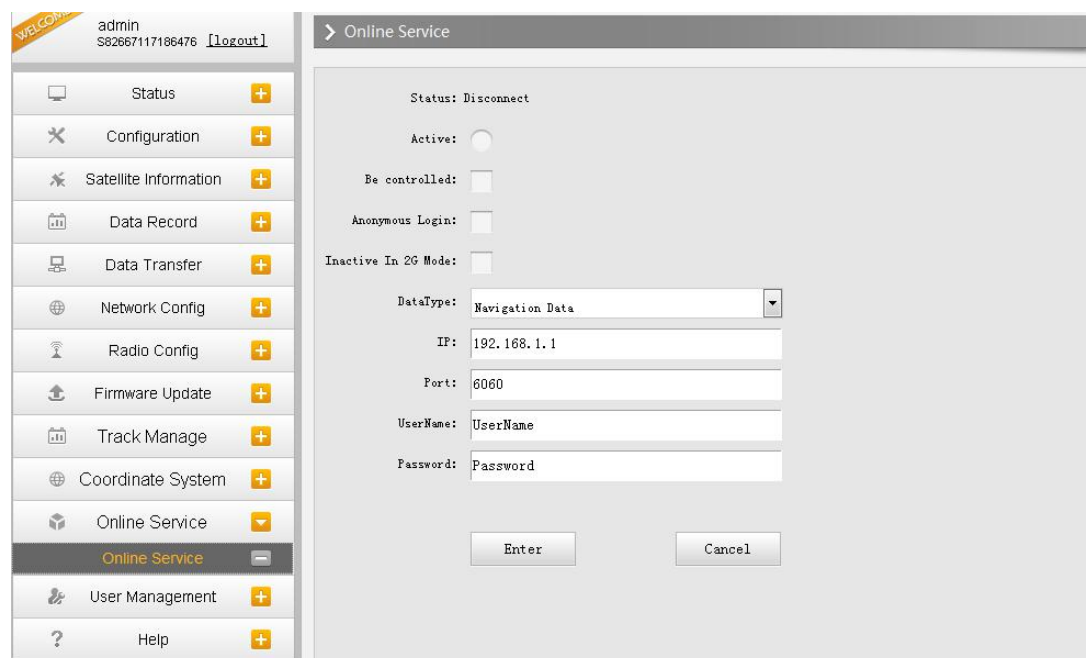 WELCOME
admin
S82667117186476 [logout]
Status
Configuration
Satellite Information
Data Record
Data Transfer
Network Config
Radio Config
Firmware Update
Track Manage
Coordinate System
Online Service
Online Service
User Management
Help
Online Service
Status: Disconnect
Active:
Be controlled:
Anonymous Login:
Inactive In 2G Mode:
DataType: Navigation Data
IP: 192.168.1.1
Port: 6060
UserName: UserName
Password: Password
Enter Cancel